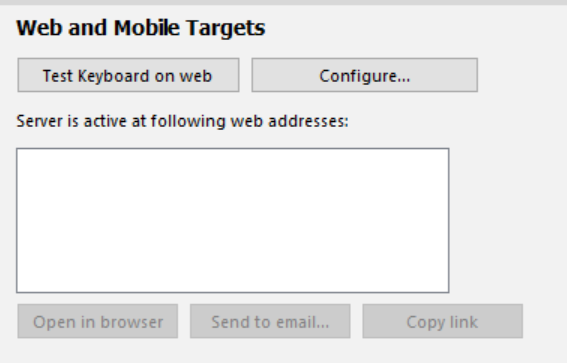 Web and Mobile Targets
Test Keyboard on web
Configure...
Server is active at following web addresses:
Open in browser
Send to email...
Copy link